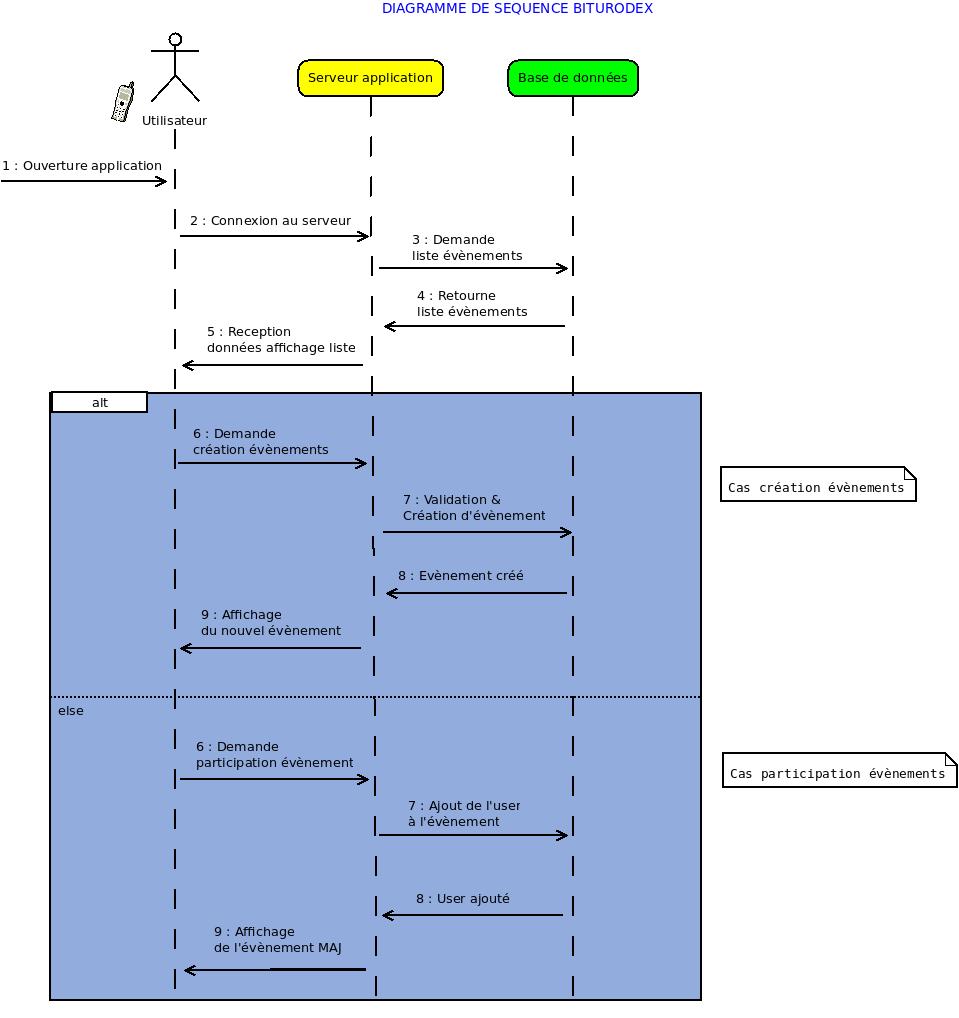 DIAGRAMME DE SEQUENCE BITURODEX
Serveur application
Base de données
Utilisateur
1 : Ouverture application
2 : Connexion au serveur
3 : Demande
liste évènements
4 : Retourne
liste évènements
5 : Reception
données affichage liste
alt
6 : Demande
création évènements
Cas création évènements
7 : Validation &
Création d'évènement
8 : Evènement créé
9 : Affichage
du nouvel évènement
else
6 : Demande
participation évènement
Cas participation évènements
7 : Ajout de l'user
à l'évènement
8 : User ajouté
9 : Affichage
de l'évènement MAJ